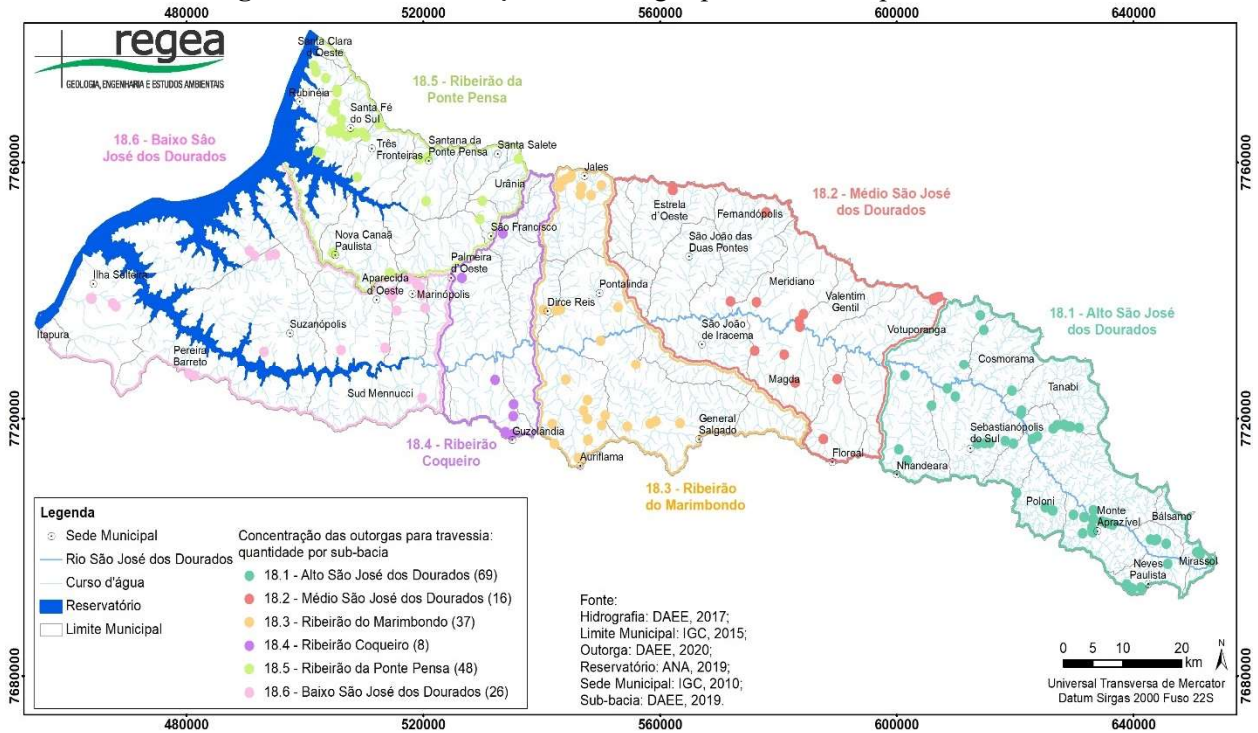 480000
520000
560000
600000
640000
regea
GEOLOGIA, ENGENHARIA E ESTUDOS AMBIENTAIS
Santa Clara
d'Oeste
Rubinéia
Santa Fé
do Sul
Três
Fronteiras
Santana da
Ponte Pensa
Santa Salete
18.5 - Ribeirão da
Ponte Pensa
18.6 - Baixo São
José dos Dourados
7760000
7760000
Jales
Urânia
Estrela
d'Oeste
Fernandópolis
18.2 - Médio São José
dos Dourados
São Francisco
São João das
Duas Pontes
Nova Canaã
Paulista
Palmeira
d'Oeste
Aparecida
d'Oeste
Marinópolis
Ilha Solteira
Pontalinda
Meridiano
Dirce Reis
Valentim
Gentil
Itapura
Suzanópolis
São João
de Iracema
Votuporanga
18.1 - Alto São José
dos Dourados
Pereira
Barreto
Cosmorama
Magda
Tanabi
Sud Mennucci
7720000
7720000
General
Salgado
Sebastianópolis
do Sul
18.4 - Ribeirão
Coqueiro
Guzolândia
Auriflama
Floreal
Nhandeara
18.3 - Ribeirão
do Marimbondo
Poloni
Monte
Aprazível
Bálsamo
Neves
Paulista
Mirassol
Legenda
Sede Municipal
Rio São José dos Dourados
Curso d'água
Reservatório
Limite Municipal
Concentração das outorgas para travessia:
quantidade por sub-bacia
18.1 - Alto São José dos Dourados (69)
18.2 - Médio São José dos Dourados (16)
18.3 - Ribeirão do Marimbondo (37)
18.4 - Ribeirão Coqueiro (8)
18.5 - Ribeirão da Ponte Pensa (48)
18.6 - Baixo São José dos Dourados (26)
Fonte:
Hidrografia: DAEE, 2017;
Limite Municipal: IGC, 2015;
Outorga: DAEE, 2020;
Reservatório: ANA, 2019;
Sede Municipal: IGC, 2010;
Sub-bacia: DAEE, 2019.
0 5 10 20
km
N
Universal Transversa de Mercator
Datum Sirgas 2000 Fuso 22S
7680000
7680000
480000
520000
560000
600000
640000